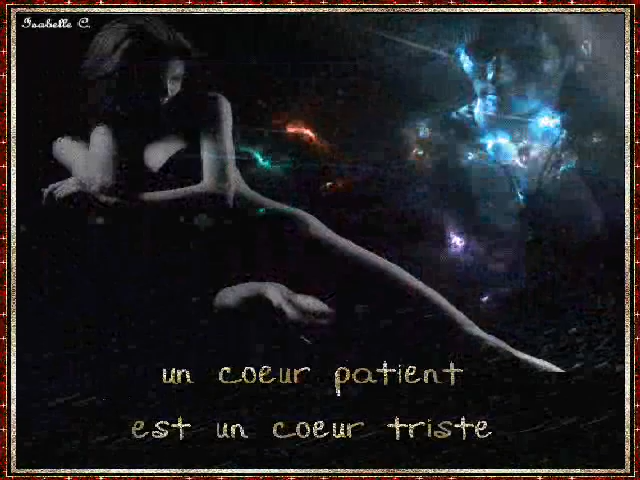 Isabelle C.
un coeur patient
est un coeur triste